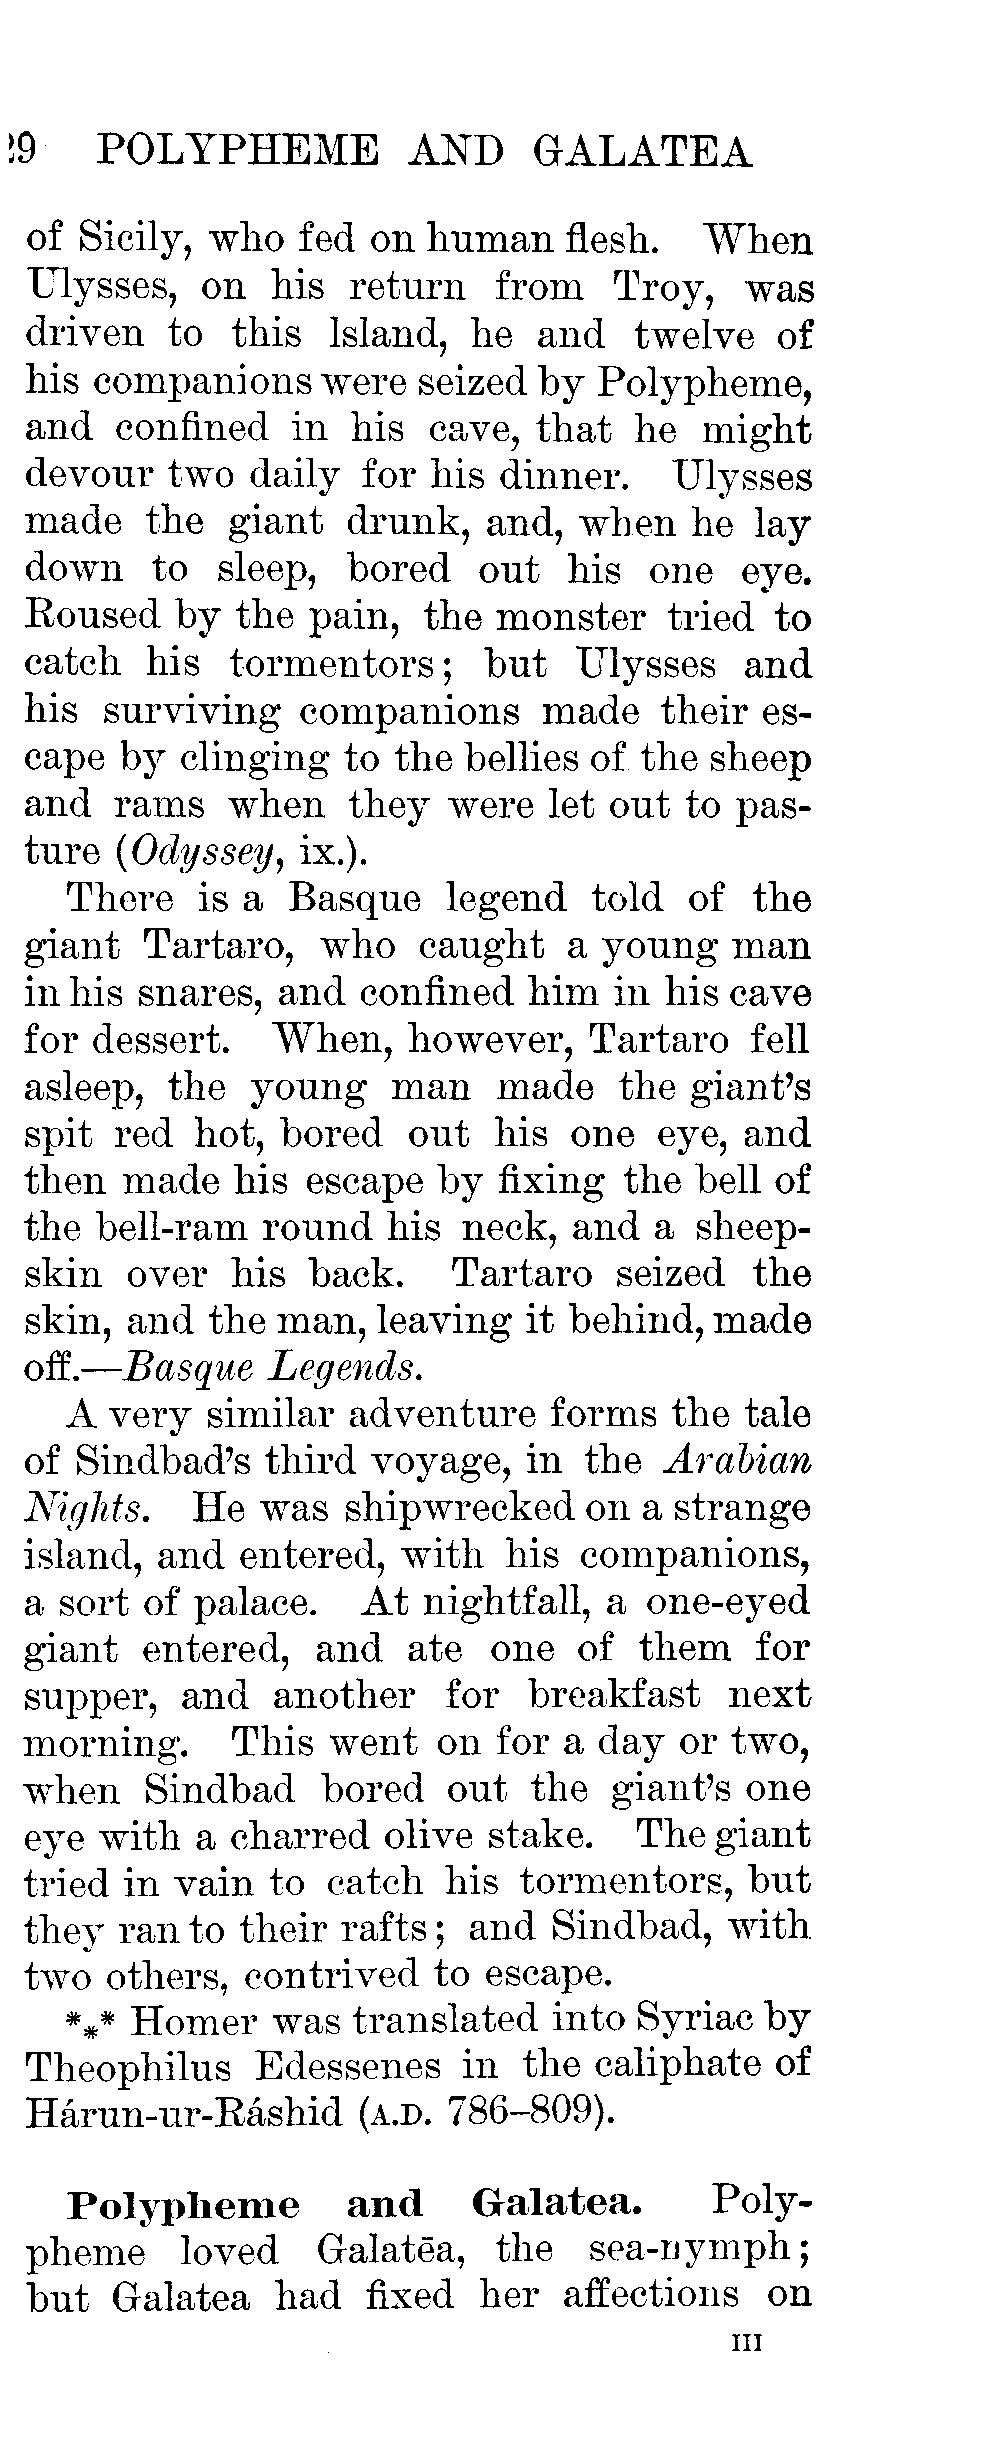 29 POLYPHEME AND GALATEA
of Sicily, who fed on human flesh. When
Ulysses, on his return from Troy, was
driven to this Island, he and twelve of
his companions were seized by Polypheme,
and confined in his cave, that he might
devour two daily for his dinner. Ulysses
made the giant drunk, and, when he lay
down to sleep, bored out his one eye.
Roused by the pain, the monster tried to
catch his tormentors; but Ulysses and
his surviving companions made their es-
cape by clinging to the bellies of the sheep
and rams when they were let out to pas-
ture (Odyssey, ix.).
There is a Basque legend told of the
giant Tartaro, who caught a young man
in his snares, and confined him in his cave
for dessert. When, however, Tartaro fell
asleep, the young man made the giant's
spit red hot, bored out his one eye, and
then made his escape by fixing the bell of
the bell-ram round his neck, and a sheep-
skin over his back. Tartaro seized the
skin, and the man, leaving it behind, made
off.—Basque Legends.
A very similar adventure forms the tale
of Sindbad's third voyage, in the Arabian
Nights. He was shipwrecked on a strange
island, and entered, with his companions,
a sort of palace. At nightfall, a one-eyed
giant entered, and ate one of them for
supper, and another for breakfast next
morning. This went on for a day or two,
when Sindbad bored out the giant's one
eye with a charred olive stake. The giant
tried in vain to catch his tormentors, but
they ran to their rafts; and Sindbad, with
two others, contrived to escape.
*** Homer was translated into Syriac by
Theophilus Edessenes in the caliphate of
Hárun-ur-Ráshid (A.D. 786–809).
Polypheme and Galatea. Poly-
pheme loved Galatēa, the sea-nymph;
but Galatea had fixed her affections on
III